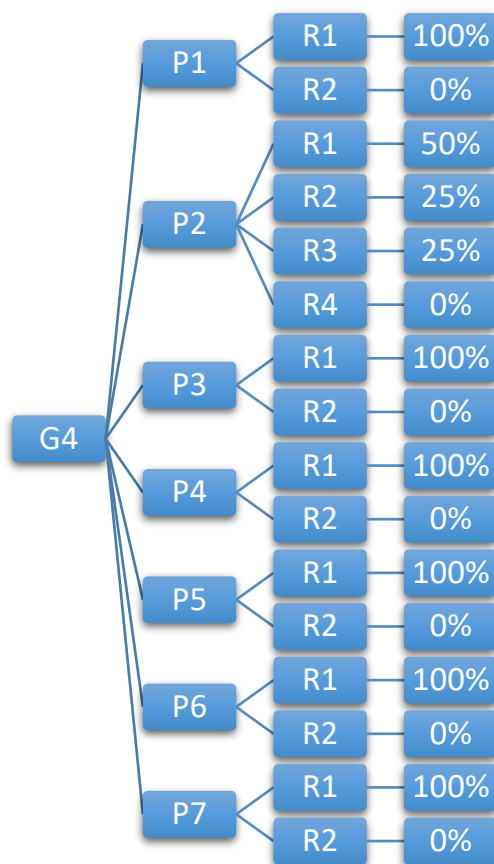 G4
P1
R1 100%
R2 0%
P2
R1 50%
R2 25%
R3 25%
R4 0%
P3
R1 100%
R2 0%
P4
R1 100%
R2 0%
P5
R1 100%
R2 0%
P6
R1 100%
R2 0%
P7
R1 100%
R2 0%